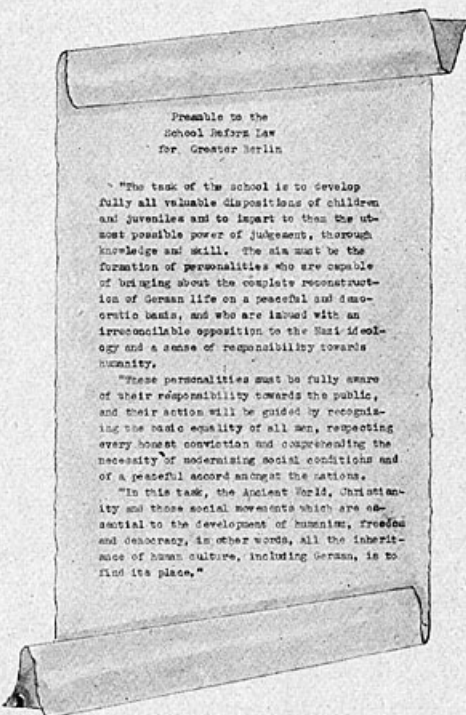 Preamble to the
School Reform Law
for Greater Berlin
"The task of the school is to develop
fully all valuable dispositions of children
and juveniles and to impart to them the ut-
most possible power of judgement, thorough
knowledge and skill. The aim must be the
formation of personalities who are capable
of bringing about the complete reconstruct-
ion of German life on a peaceful and demo-
cratic basis, and who are imbued with an
irreconcilable opposition to the Nazi ideol-
ogy and a sense of responsibility towards
humanity.
"These personalities must be fully aware
of their responsibility towards the public,
and their action will be guided by recogniz-
ing the basic equality of all men, respecting
every honest conviction and comprehending the
necessity of modernising social conditions and
of a peaceful accord amongst the nations.
"In this task, the Ancient World, Christian-
ity and those social movements which are es-
sential to the development of humanism, freedom
and democracy, in other words, all the inherit-
ance of human culture, including German, is to
find its place."